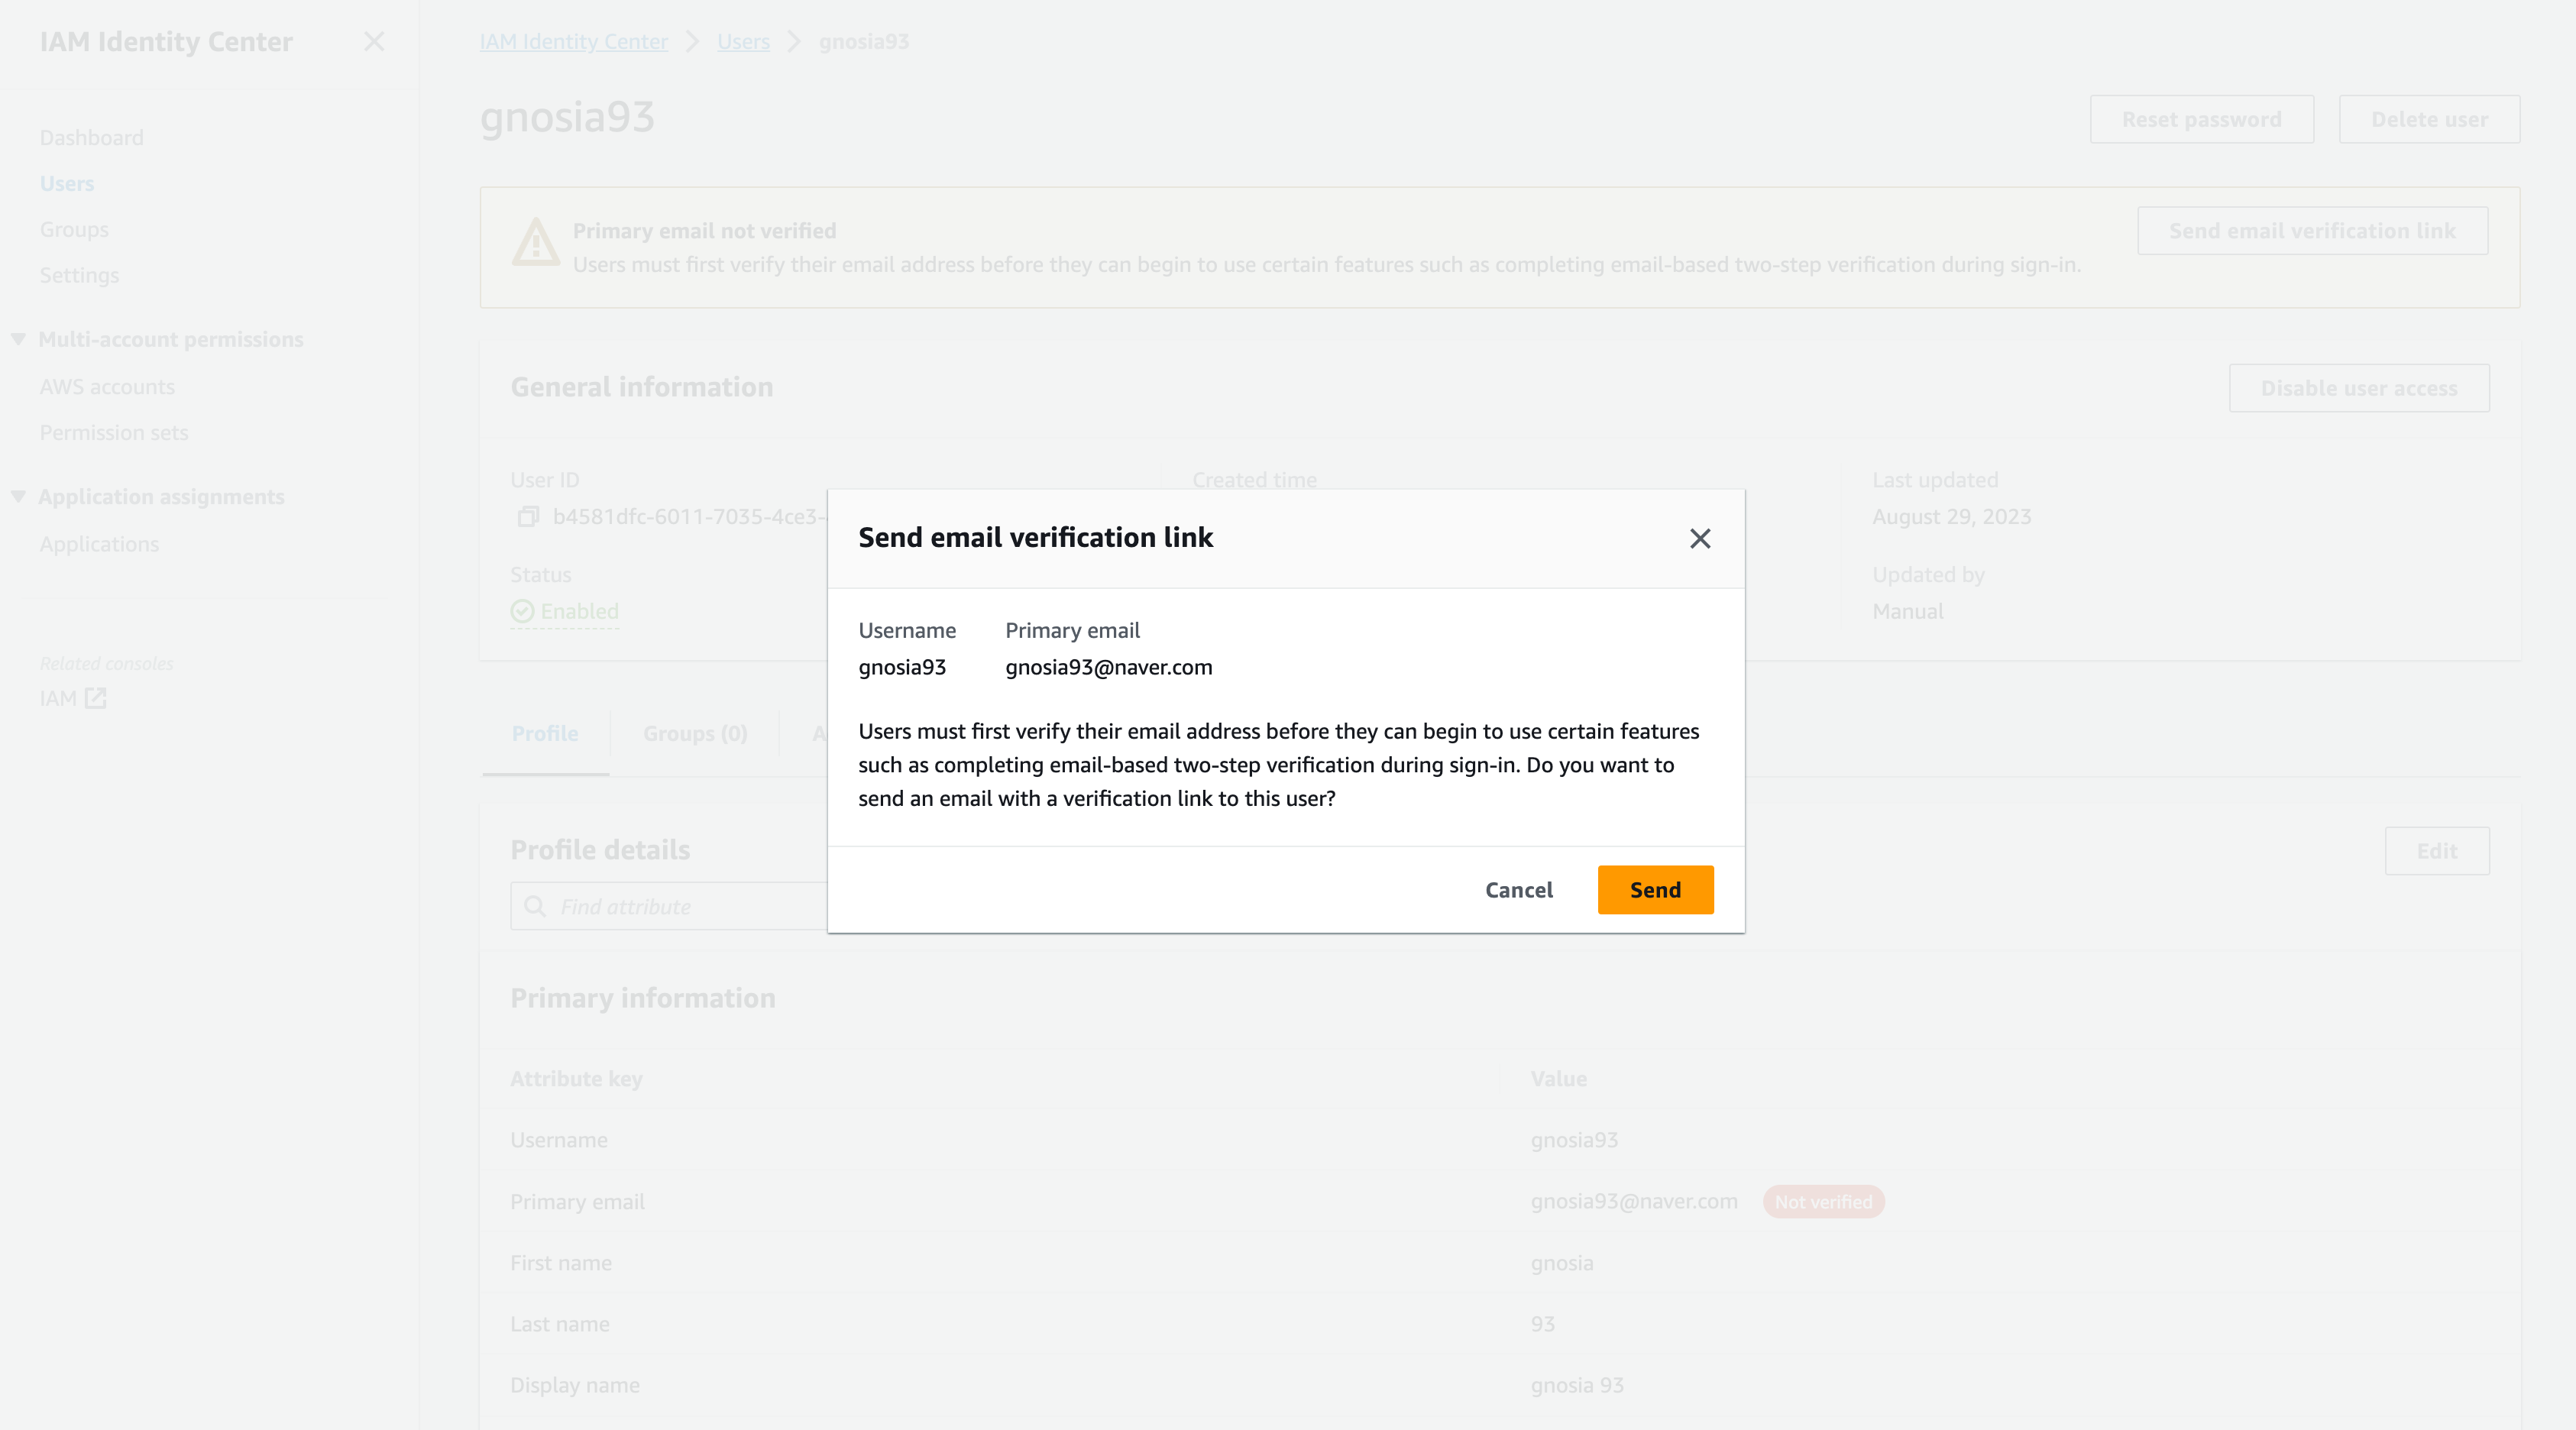 IAM Identity Center
Dashboard
Users
Groups
Settings
Multi-account permissions
AWS accounts
Permission sets
Application assignments
Applications
Related consoles
IAM
IAM Identity Center > Users > gnosia93
gnosia93
Reset password
Delete user
Primary email not verified
Users must first verify their email address before they can begin to use certain features such as completing email-based two-step verification during sign-in.
Send email verification link
General information
Disable user access
User ID
b4581dfc-6011-7035-4ce3-
Status
Enabled
Created time
Last updated
August 29, 2023
Updated by
Manual
Send email verification link
Username
gnosia93
Primary email
gnosia93@naver.com
Users must first verify their email address before they can begin to use certain features
such as completing email-based two-step verification during sign-in. Do you want to
send an email with a verification link to this user?
Cancel
Send
Profile
Groups (0)
Profile details
Edit
Find attribute
Primary information
Attribute key Value
Username gnosia93
Primary email gnosia93@naver.com Not verified
First name gnosia
Last name 93
Display name gnosia 93